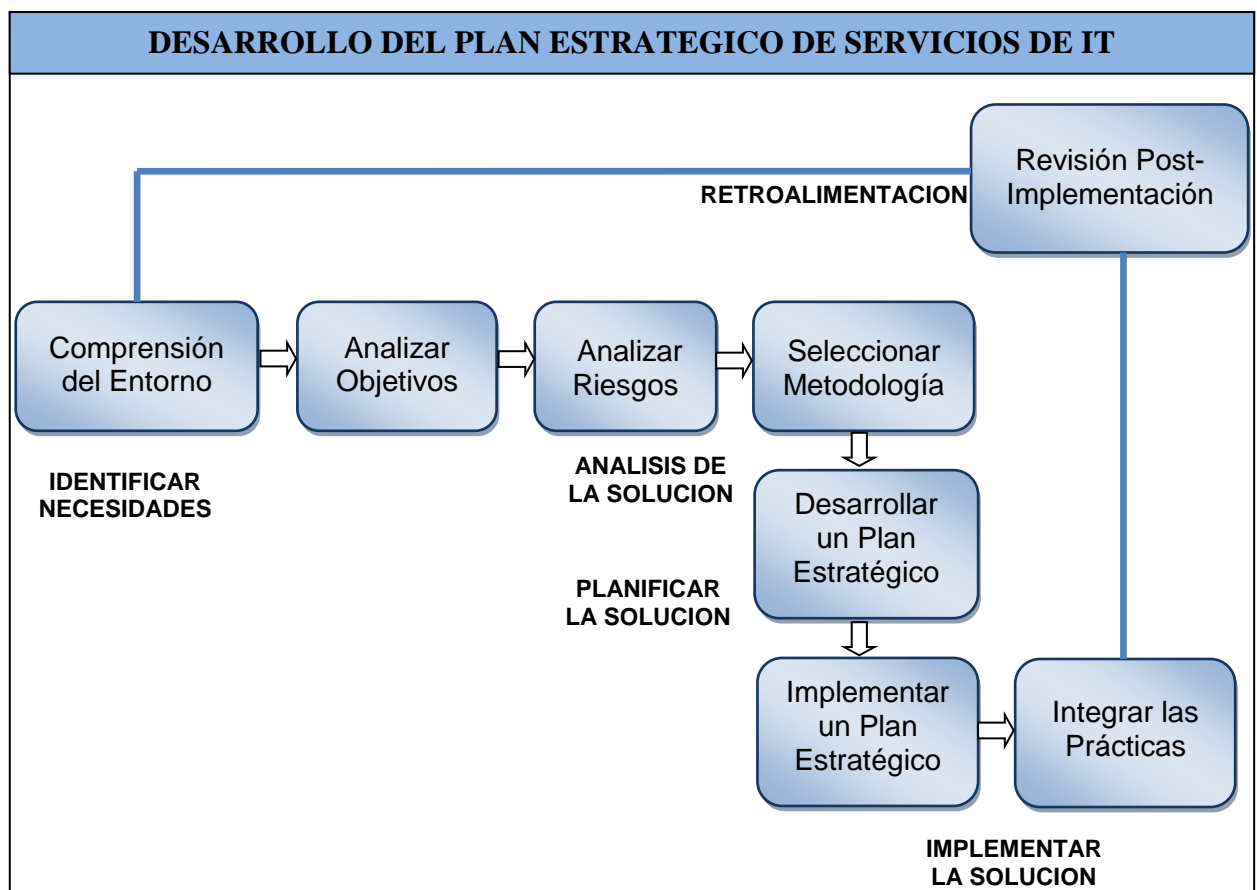 DESARROLLO DEL PLAN ESTRATEGICO DE SERVICIOS DE IT
Revisión Post-
Implementación
RETROALIMENTACION
Comprensión
del Entorno
Analizar
Objetivos
Analizar
Riesgos
Seleccionar
Metodología
IDENTIFICAR
NECESIDADES
ANALISIS DE
LA SOLUCION
Desarrollar
un Plan
Estratégico
PLANIFICAR
LA SOLUCION
Implementar
un Plan
Estratégico
Integrar las
Prácticas
IMPLEMENTAR
LA SOLUCION